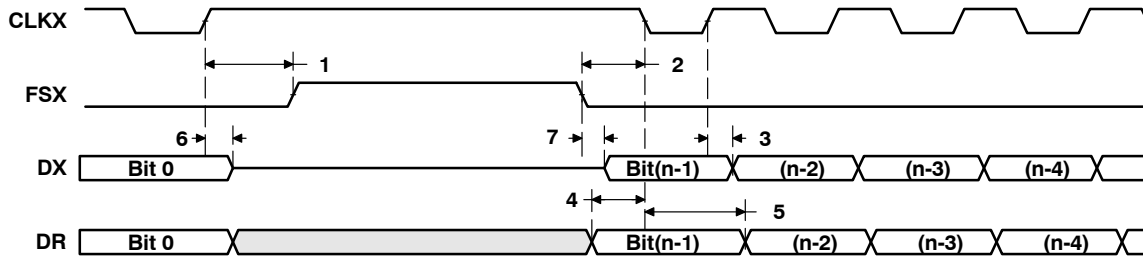 CLKX
1 2
FSX
6 7 3
DX Bit 0 Bit(n-1) (n-2) (n-3) (n-4)
4 5
DR Bit 0 Bit(n-1) (n-2) (n-3) (n-4)